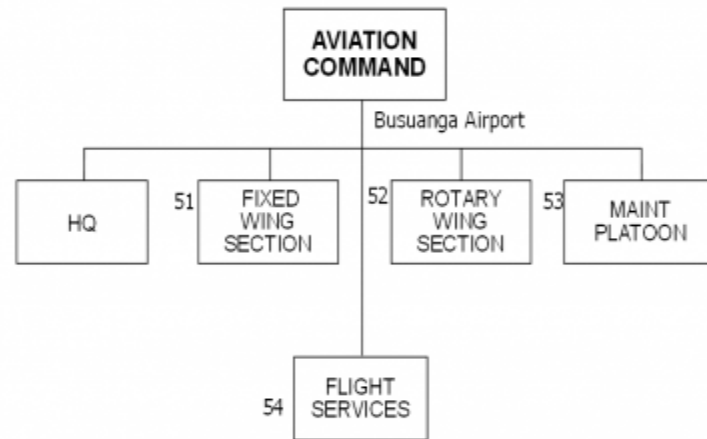 AVIATION
COMMAND
Busuanga Airport
HQ
51
FIXED
WING
SECTION
52
ROTARY
WING
SECTION
53
MAINT
PLATOON
54
FLIGHT
SERVICES